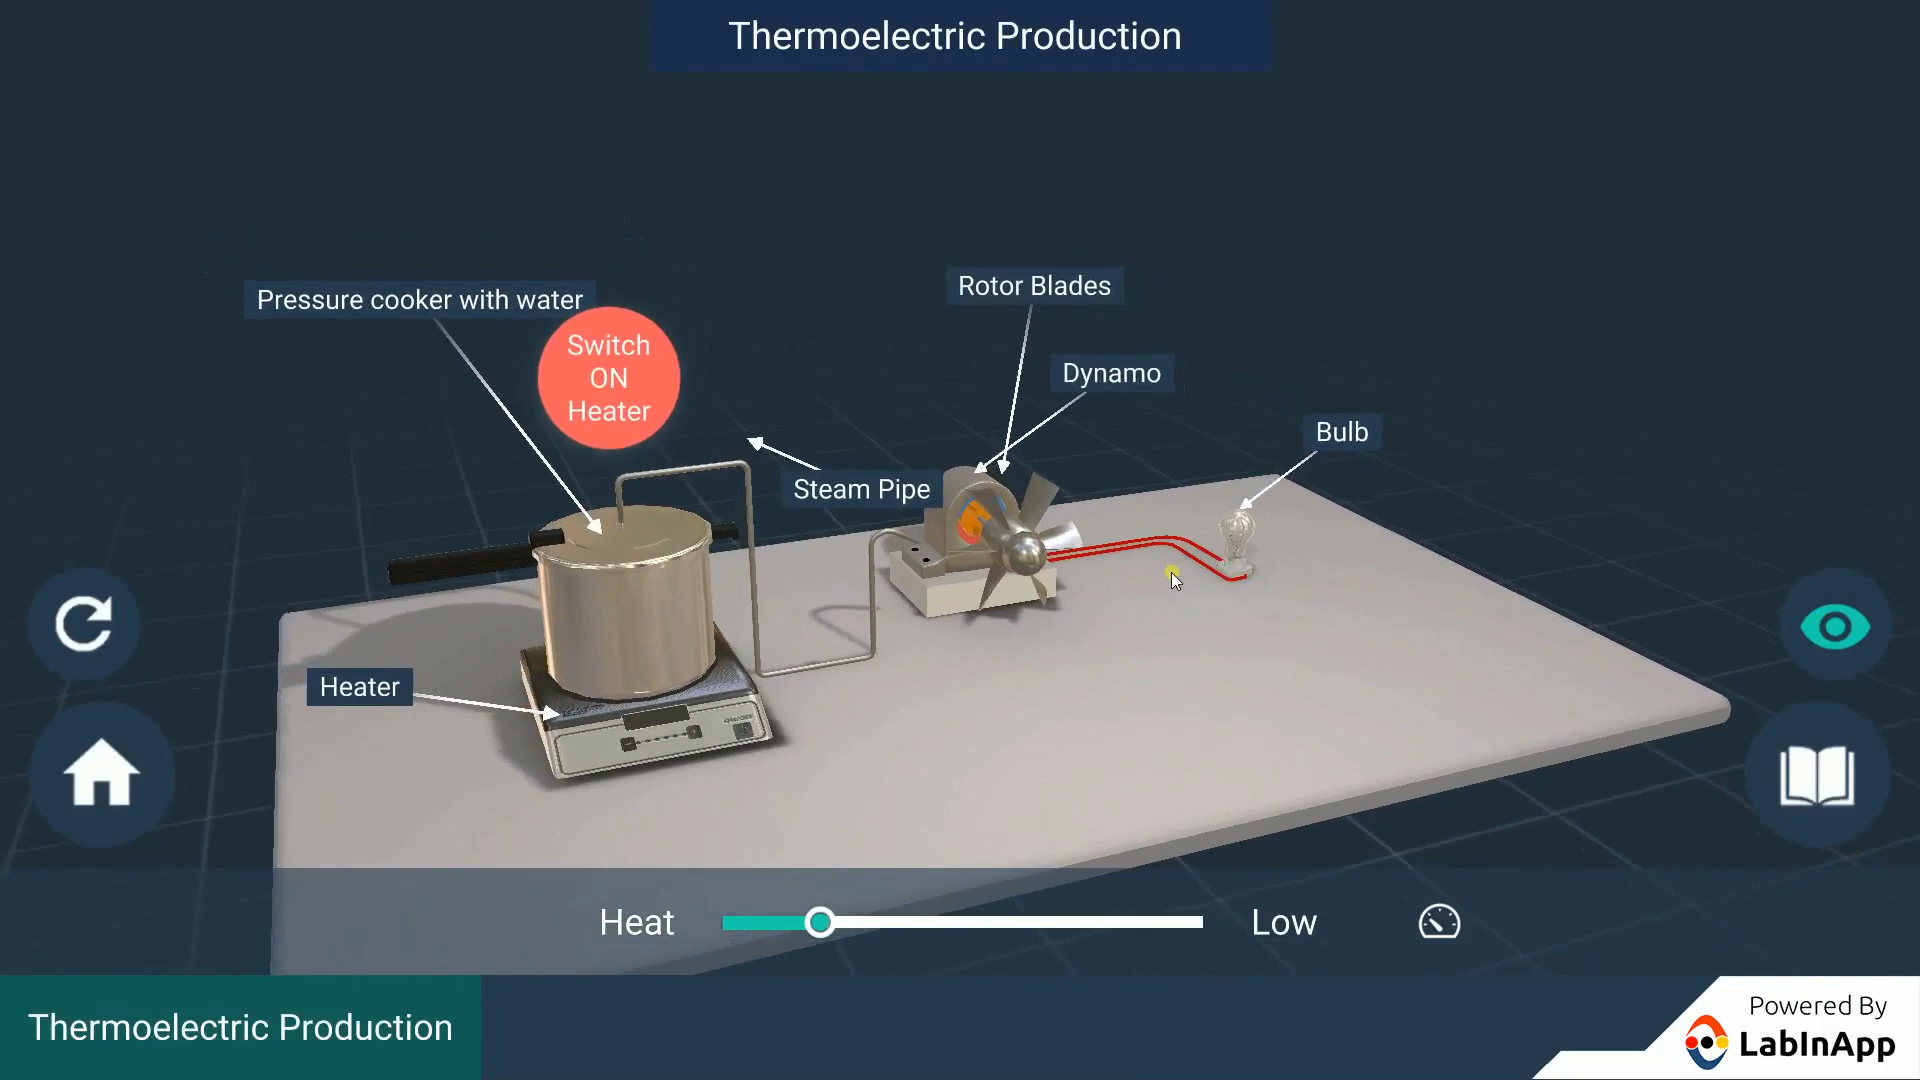 Thermoelectric Production
Pressure cooker with water
Switch
ON
Heater
Rotor Blades
Dynamo
Bulb
Steam Pipe
Heater
Heat
Low
Thermoelectric Production
Powered By
LabInApp